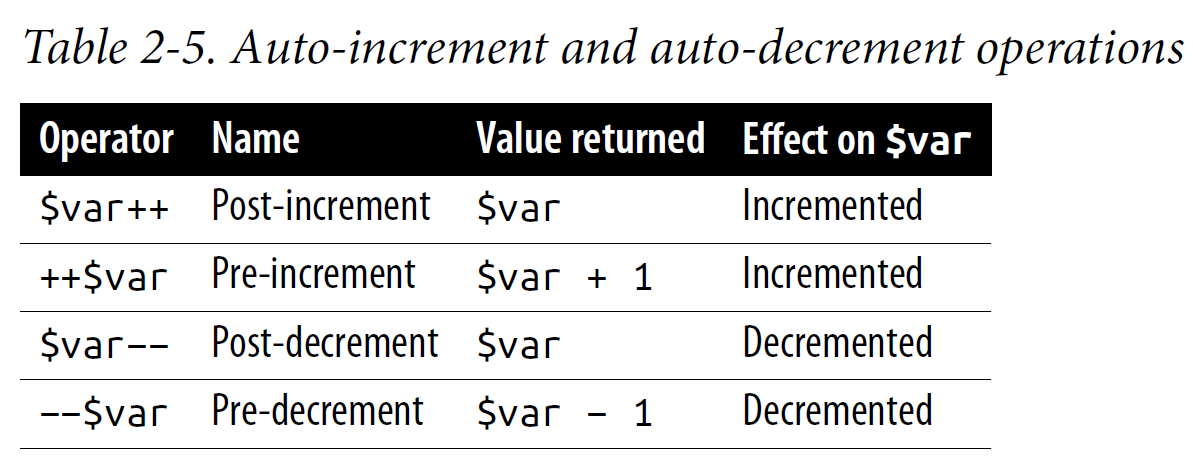 Table 2-5. Auto-increment and auto-decrement operations
Operator Name Value returned Effect on $var
$var++ Post-increment $var Incremented
++$var Pre-increment $var + 1 Incremented
$var-- Post-decrement $var Decremented
--$var Pre-decrement $var - 1 Decremented